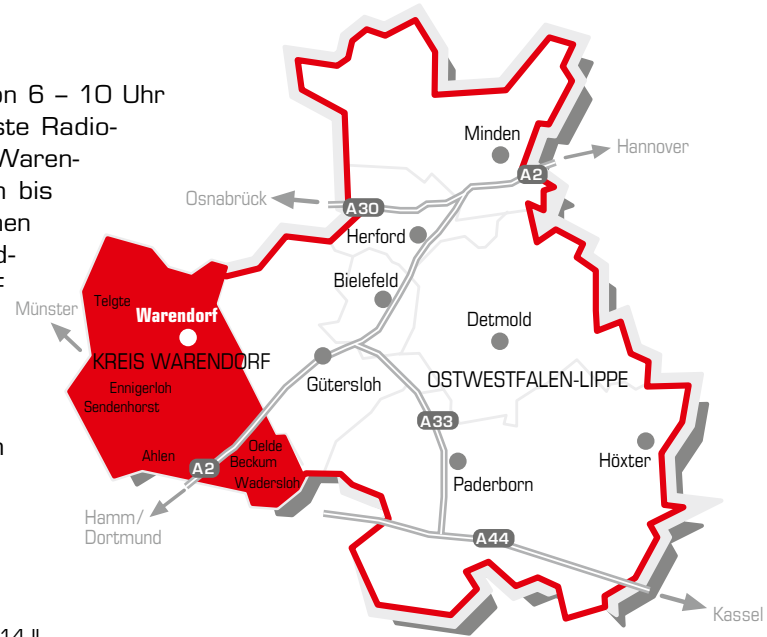 on 6 – 10 Uhr
ste Radio-
Waren-
n bis
nen
d-
f
n
14 II
Minden
Hannover
A2
Osnabrück
A30
Herford
Bielefeld
Telgte
Münster
Warendorf
Detmold
KREIS WARENDORF
Gütersloh
OSTWESTFALEN-LIPPE
Ennigerloh
Sendenhorst
A33
Oelde
Ahlen
Beckum
A2
Höxter
Wadersloh
Paderborn
Hamm/
Dortmund
A44
Kassel